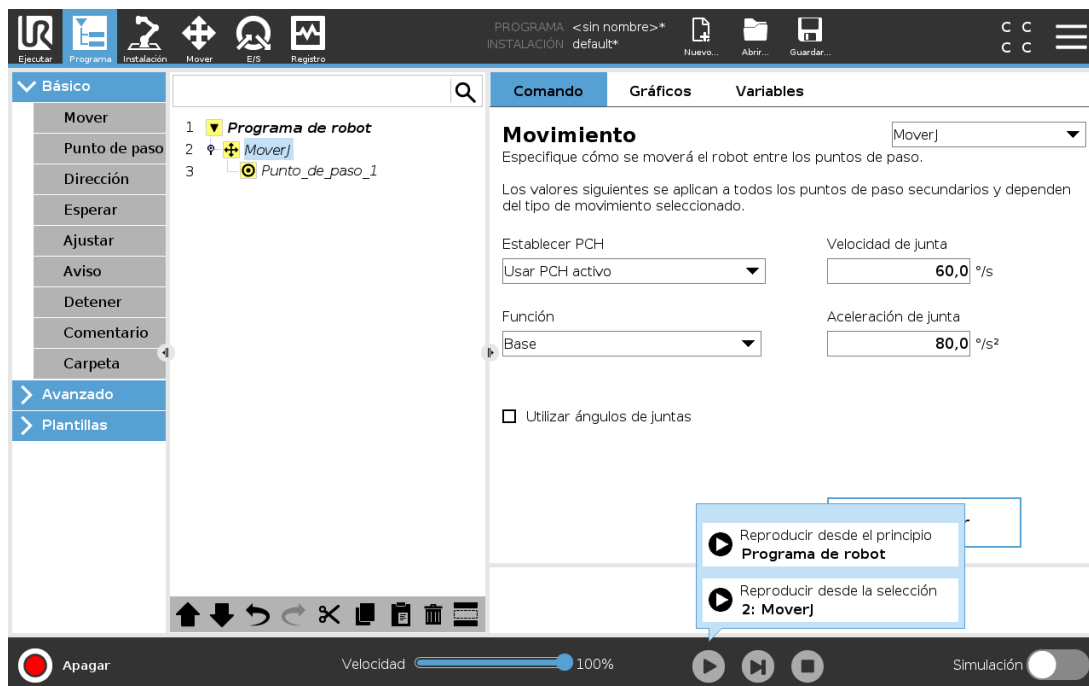 UR
PROGRAMA <sin nombre>*
INSTALACIÓN default*
Ejecutar Programa Instalación Mover E/S Registro
Nuevo... Abrir... Guardar...
C C
C C
Básico
Mover
Punto de paso
Dirección
Esperar
Ajustar
Aviso
Detener
Comentario
Carpeta
Avanzado
Plantillas
1 Programa de robot
2 MoverJ
3 Punto_de_paso_1
Comando Gráficos Variables
Movimiento
MoverJ
Especifique cómo se moverá el robot entre los puntos de paso.
Los valores siguientes se aplican a todos los puntos de paso secundarios y dependen
del tipo de movimiento seleccionado.
Establecer PCH
Velocidad de junta
Usar PCH activo
60,0 °/s
Función
Aceleración de junta
Base
80,0 °/s²
Utilizar ángulos de juntas
Reproducir desde el principio
Programa de robot
Reproducir desde la selección
2: MoverJ
Apagar
Velocidad
100%
Simulación